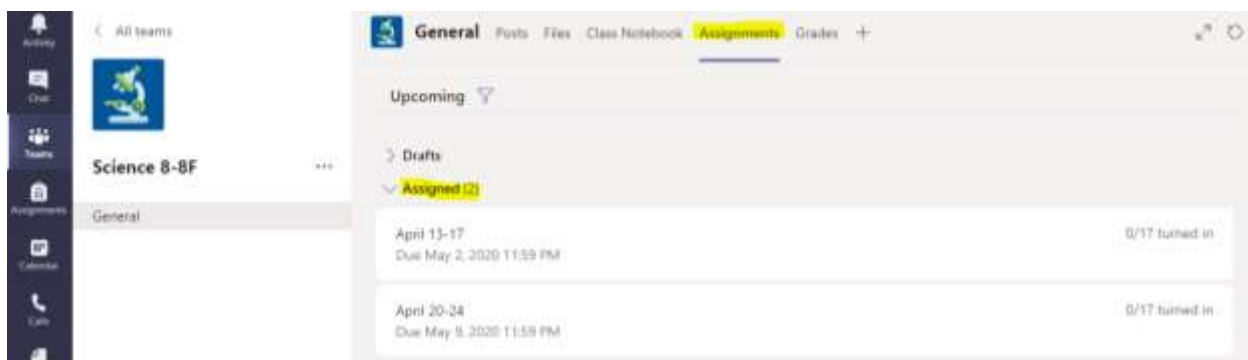 Activity
Chat
Teams
Assignments
Calendar
Calls
All teams
Science 8-8F
...
General
General Posts Files Class Notebook Assignments Grades +
Upcoming
Drafts
Assigned (2)
April 13-17
Due May 2, 2020 11:59 PM
0/17 turned in
April 20-24
Due May 9, 2020 11:59 PM
0/17 turned in